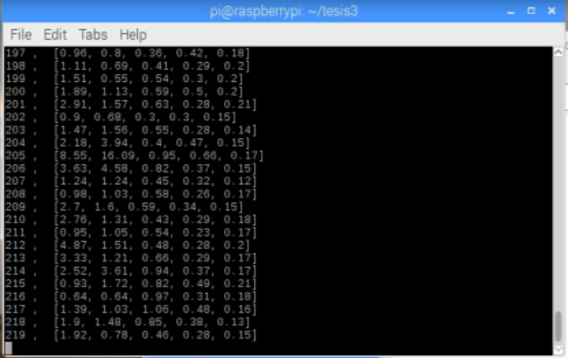 pi@raspberrypi: ~/tesis3
File Edit Tabs Help
197 , [0.96, 0.8, 0.36, 0.42, 0.18]
198 , [1.11, 0.69, 0.41, 0.29, 0.2]
199 , [1.51, 0.55, 0.54, 0.3, 0.2]
200 , [1.89, 1.13, 0.59, 0.5, 0.2]
201 , [2.91, 1.57, 0.63, 0.28, 0.21]
202 , [0.9, 0.68, 0.3, 0.3, 0.15]
203 , [1.47, 1.56, 0.55, 0.28, 0.14]
204 , [2.18, 3.94, 0.4, 0.47, 0.15]
205 , [8.55, 16.09, 0.95, 0.66, 0.17]
206 , [3.63, 4.58, 0.82, 0.37, 0.15]
207 , [1.24, 1.24, 0.45, 0.32, 0.12]
208 , [0.98, 1.03, 0.58, 0.26, 0.17]
209 , [2.7, 1.6, 0.59, 0.34, 0.15]
210 , [2.76, 1.31, 0.43, 0.29, 0.18]
211 , [0.95, 1.05, 0.54, 0.23, 0.17]
212 , [4.87, 1.51, 0.48, 0.28, 0.2]
213 , [3.33, 1.21, 0.66, 0.29, 0.17]
214 , [2.52, 3.61, 0.94, 0.37, 0.17]
215 , [0.93, 1.72, 0.82, 0.49, 0.21]
216 , [0.64, 0.64, 0.97, 0.31, 0.18]
217 , [1.39, 1.03, 1.06, 0.48, 0.16]
218 , [1.9, 1.48, 0.85, 0.38, 0.13]
219 , [1.92, 0.78, 0.46, 0.28, 0.15]